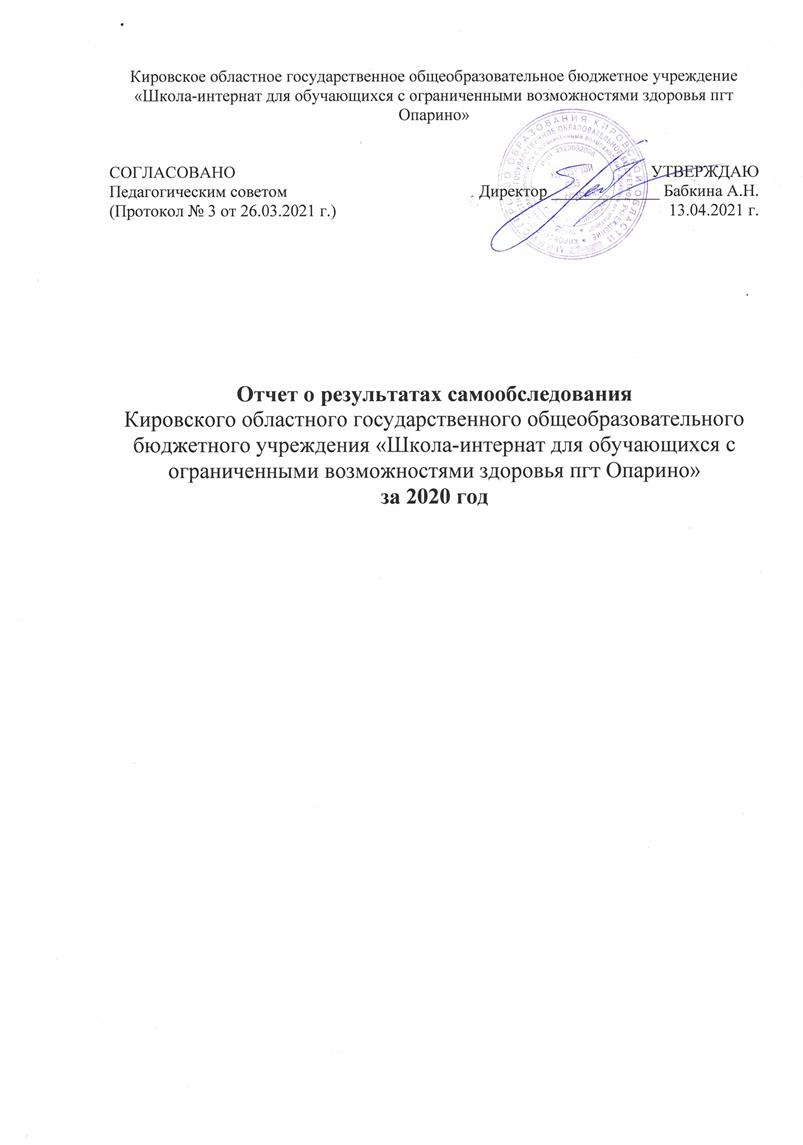 Кировское областное государственное общеобразовательное бюджетное учреждение
«Школа-интернат для обучающихся с ограниченными возможностями здоровья пгт
Опарино»
СОГЛАСОВАНО УТВЕРЖДАЮ
Педагогическим советом Директор Бабкина А.Н.
(Протокол № 3 от 26.03.2021 г.) 13.04.2021 г.
Отчет о результатах самообследования
Кировского областного государственного общеобразовательного
бюджетного учреждения «Школа-интернат для обучающихся с
ограниченными возможностями здоровья пгт Опарино»
за 2020 год